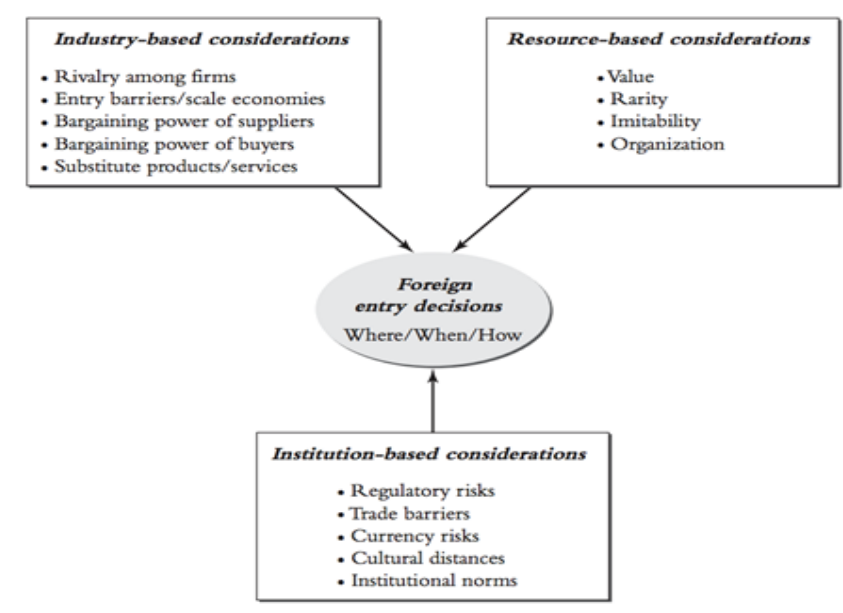 Industry-based considerations
• Rivalry among firms
• Entry barriers/scale economies
• Bargaining power of suppliers
• Bargaining power of buyers
• Substitute products/services
Resource-based considerations
• Value
• Rarity
• Imitability
• Organization
Foreign
entry decisions
Where/When/How
Institution-based considerations
• Regulatory risks
• Trade barriers
• Currency risks
• Cultural distances
• Institutional norms